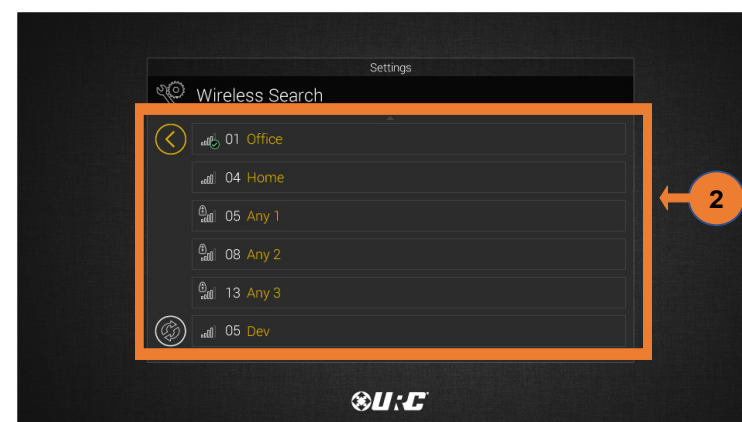 Settings
Wireless Search
01 Office
04 Home
05 Any 1
2
08 Any 2
13 Any 3
05 Dev
URC